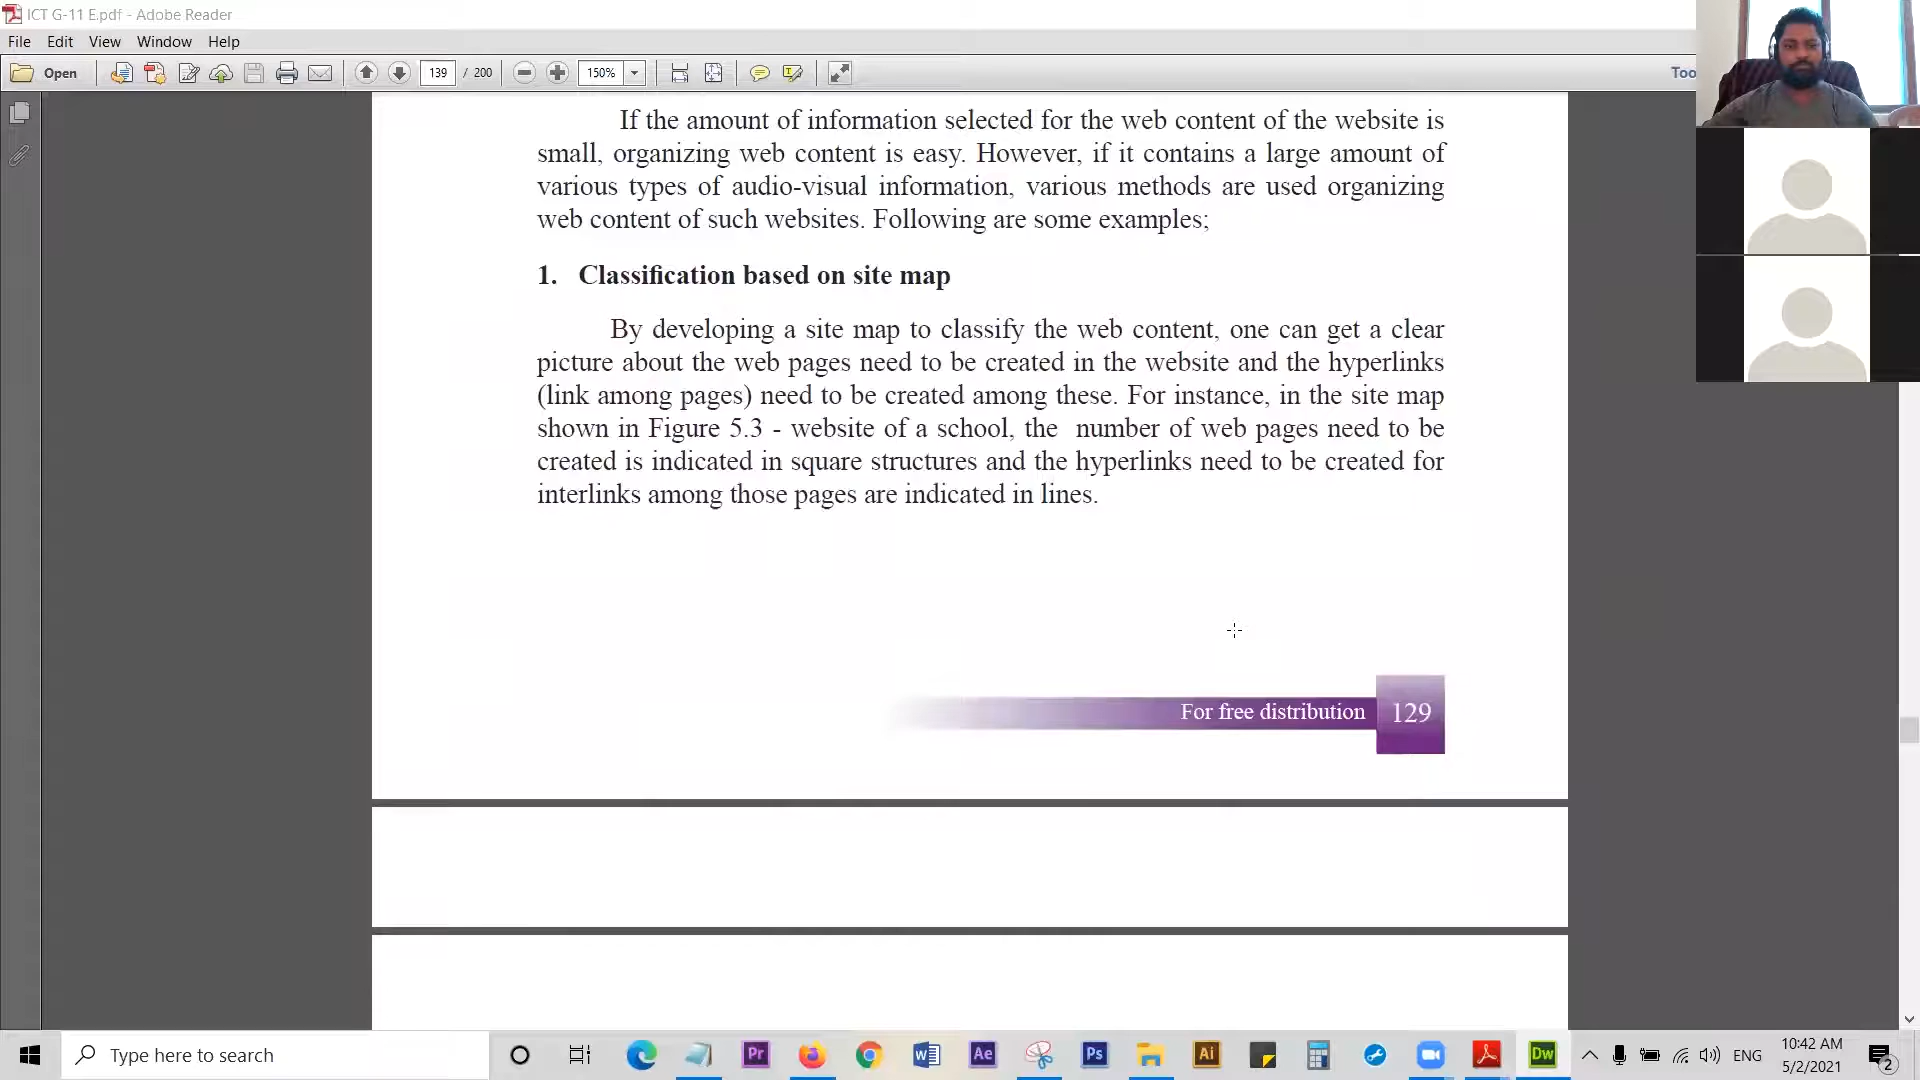 ICT G-11 E.pdf - Adobe Reader
File Edit View Window Help
Open 139 / 200 150% Too
If the amount of information selected for the web content of the website is
small, organizing web content is easy. However, if it contains a large amount of
various types of audio-visual information, various methods are used organizing
web content of such websites. Following are some examples;
1. Classification based on site map
By developing a site map to classify the web content, one can get a clear
picture about the web pages need to be created in the website and the hyperlinks
(link among pages) need to be created among these. For instance, in the site map
shown in Figure 5.3 - website of a school, the number of web pages need to be
created is indicated in square structures and the hyperlinks need to be created for
interlinks among those pages are indicated in lines.
For free distribution 129
Type here to search Pr Ae Ps Ai Dw ENG 10:42 AM
5/2/2021 2